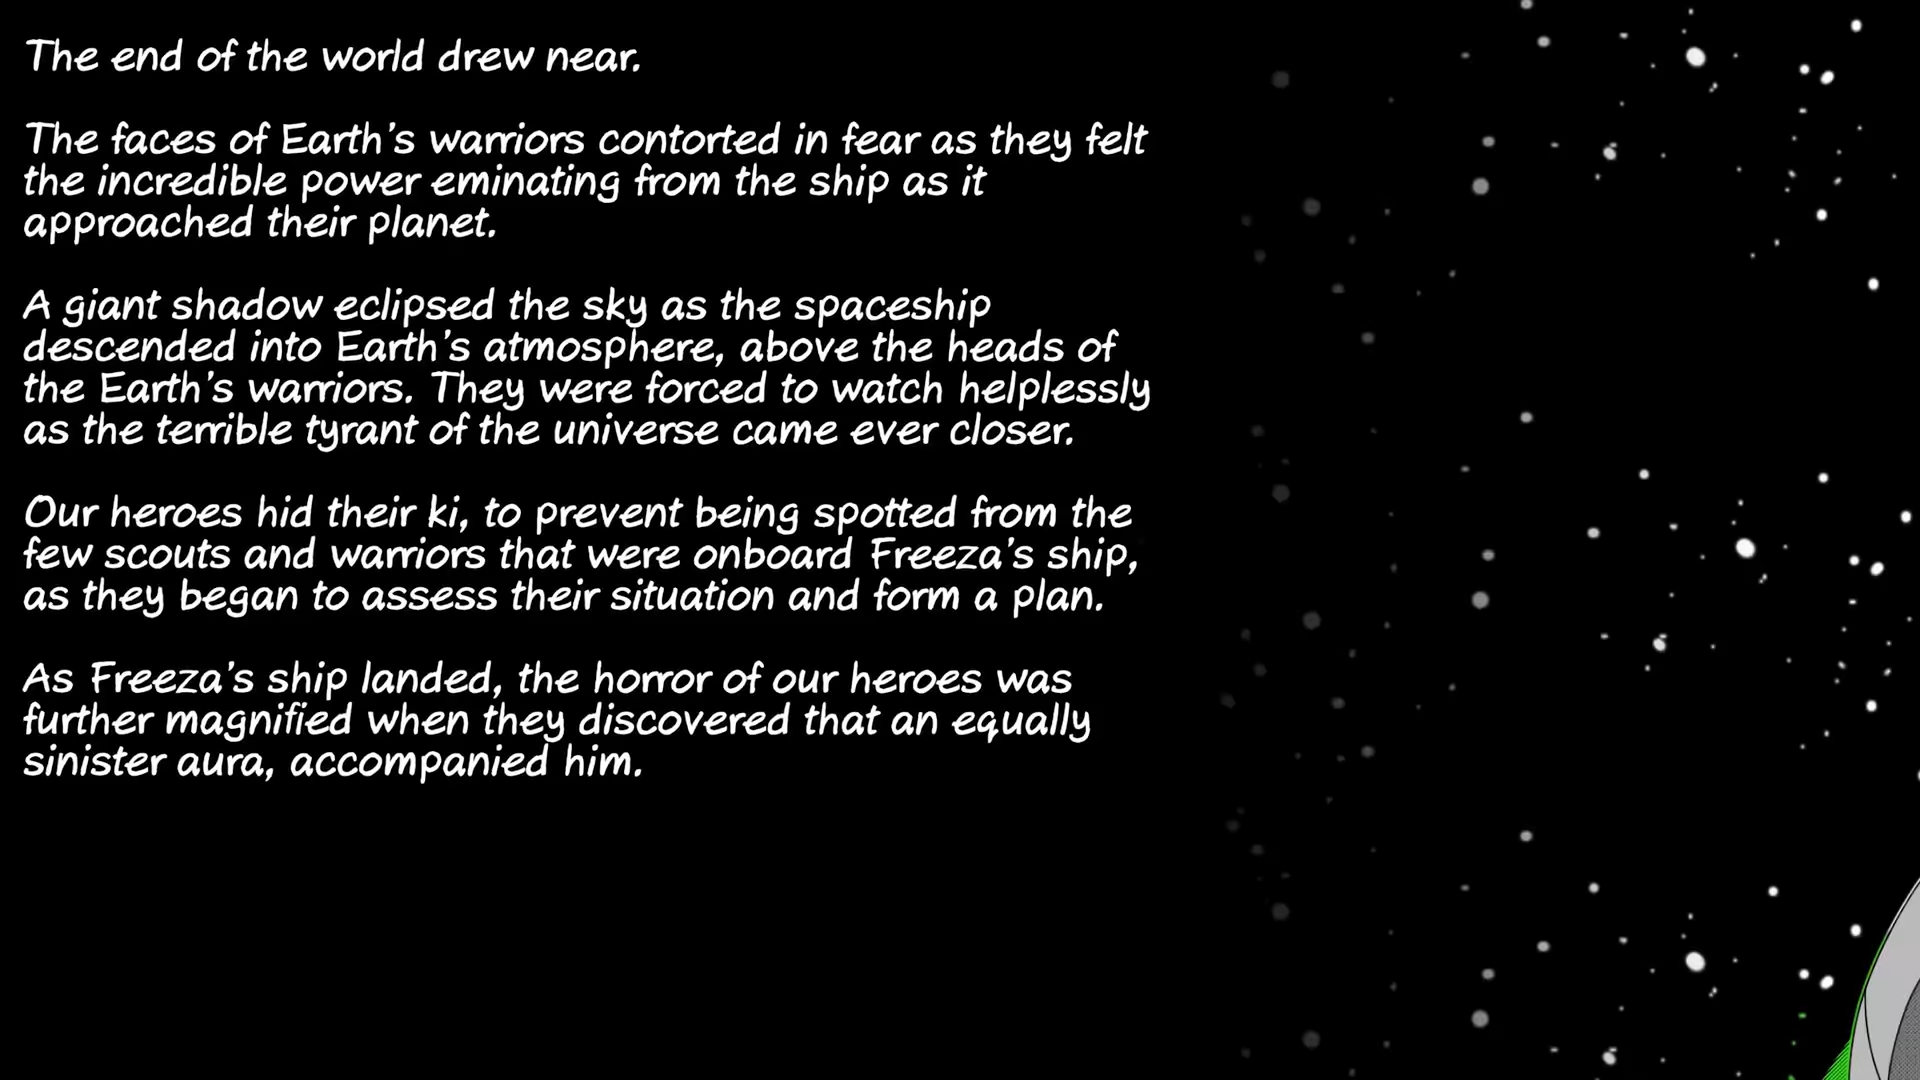 The end of the world drew near.
The faces of Earth's warriors contorted in fear as they felt
the incredible power eminating from the ship as it
approached their planet.
A giant shadow eclipsed the sky as the spaceship
descended into Earth's atmosphere, above the heads of
the Earth's warriors. They were forced to watch helplessly
as the terrible tyrant of the universe came ever closer.
Our heroes hid their ki, to prevent being spotted from the
few scouts and warriors that were onboard Freeza's ship,
as they began to assess their situation and form a plan.
As Freeza's ship landed, the horror of our heroes was
further magnified when they discovered that an equally
sinister aura, accompanied him.